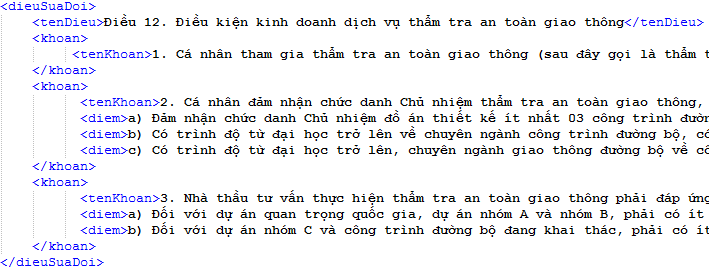 <dieuSuaDoi>
<tenDieu>Điều 12. Điều kiện kinh doanh dịch vụ thẩm tra an toàn giao thông</tenDieu>
<khoan>
<tenKhoan>1. Cá nhân tham gia thẩm tra an toàn giao thông (sau đây gọi là thẩm
</khoan>
<khoan>
<tenKhoan>2. Cá nhân đảm nhận chức danh Chủ nhiệm thẩm tra an toàn giao thông,
<diem>a) Đảm nhận chức danh Chủ nhiệm đồ án thiết kế ít nhất 03 công trình
<diem>b) Có trình độ từ đại học trở lên về chuyên ngành công trình đường bộ,
<diem>c) Có trình độ từ đại học trở lên, chuyên ngành giao thông đường bộ về
</khoan>
<khoan>
<tenKhoan>3. Nhà thầu tư vấn thực hiện thẩm tra an toàn giao thông phải đáp
<diem>a) Đối với dự án quan trọng quốc gia, dự án nhóm A và nhóm B, phải có ít
<diem>b) Đối với dự án nhóm C và công trình đường bộ đang khai thác, phải có
</khoan>
</dieuSuaDoi>